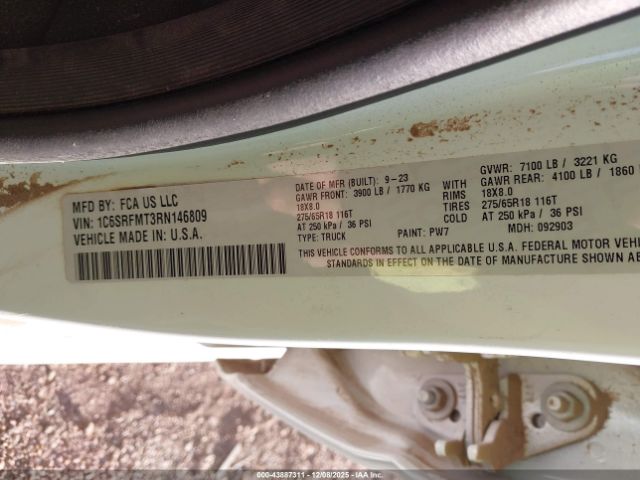 MFD BY: FCA US LLC
VIN: 1C6SRFMT3RN146809
VEHICLE MADE IN: U.S.A.
DATE OF MFR (BUILT): 9-23
GAWR FRONT: 3900 LB / 1770 KG
18X8.0
275/65R18 116T
AT 250 kPa / 36 PSI
TYPE: TRUCK
WITH
RIMS
TIRES
COLD
PAINT: PW7
GVWR: 7100 LB / 3221 KG
GAWR REAR: 4100 LB / 1860
18X8.0
275/65R18 116T
AT 250 kPa / 36 PSI
MDH: 092903
THIS VEHICLE CONFORMS TO ALL APPLICABLE U.S.A. FEDERAL MOTOR
STANDARDS IN EFFECT ON THE DATE OF MANUFACTURE SHOWN
000-43887311 - 12/08/2025 - IAAI.COM